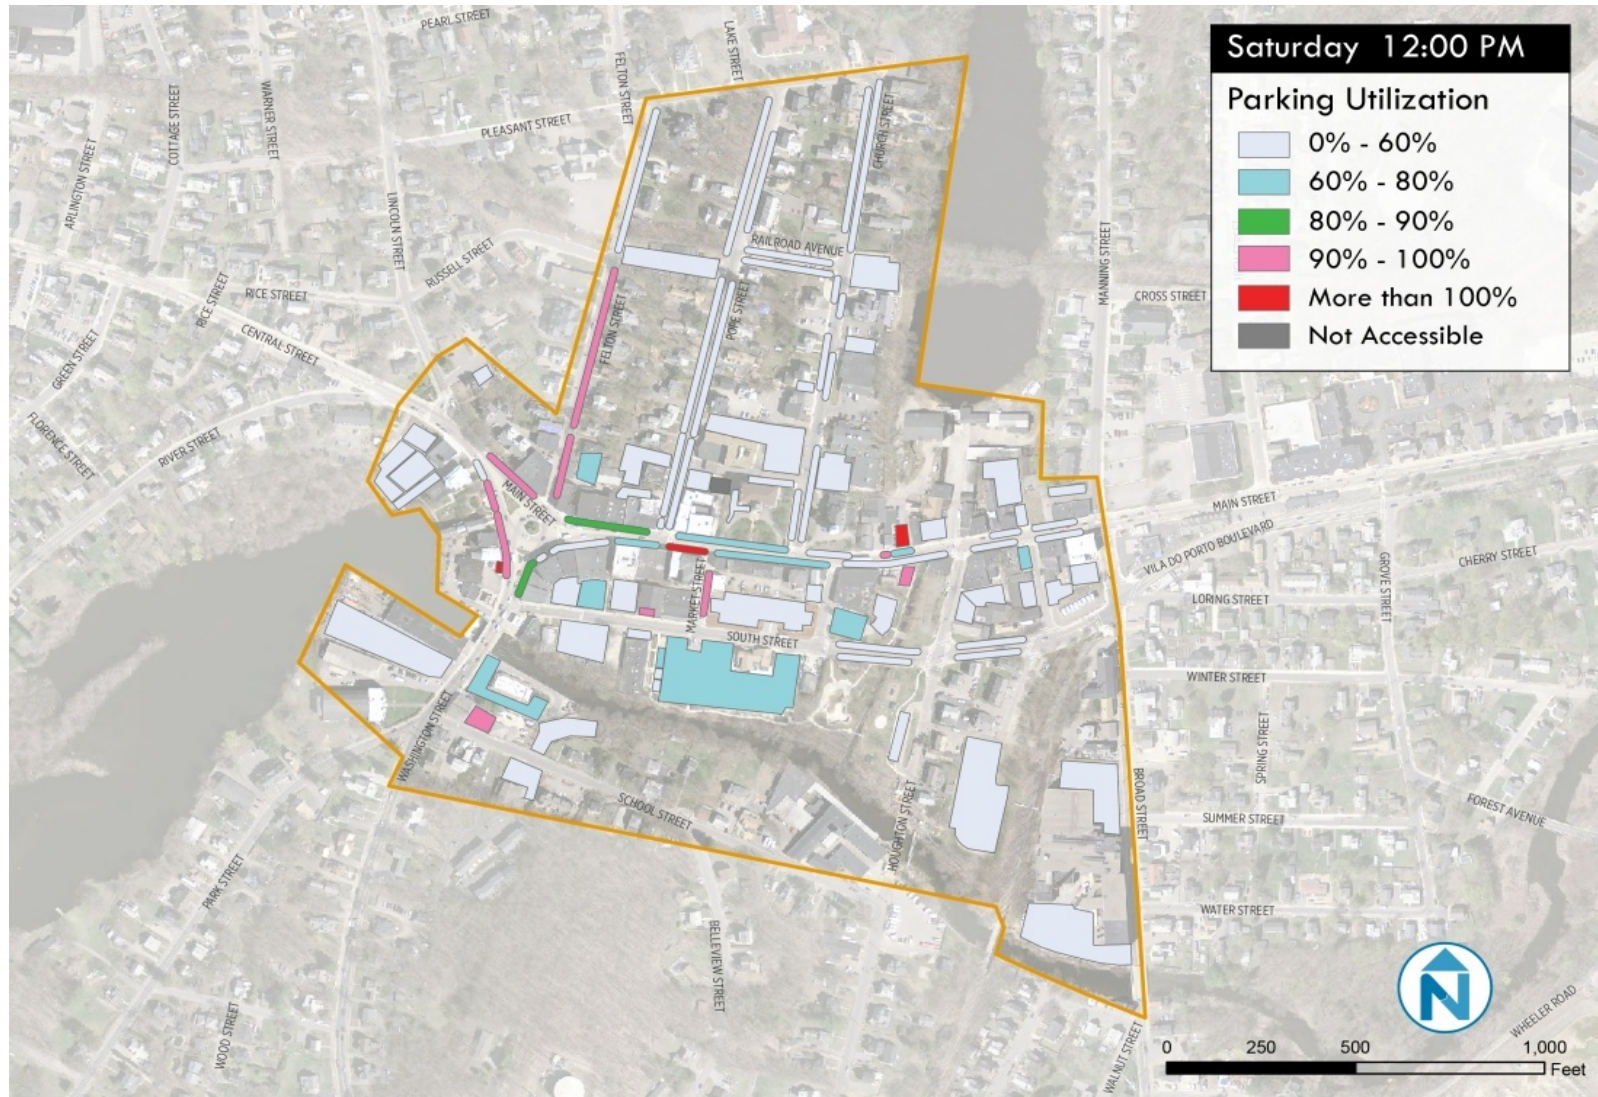 Saturday 12:00 PM
Parking Utilization
0% - 60%
60% - 80%
80% - 90%
90% - 100%
More than 100%
Not Accessible
PEARL STREET
LAKE STREET
FELTON STREET
COTTAGE STREET
WARNER STREET
PLEASANT STREET
CHURCH STREET
ARLINGTON STREET
LINCOLN STREET
RUSSELL STREET
RAILROAD AVENUE
MANNING STREET
RICE STREET
RICE STREET
CROSS STREET
POPE STREET
FELTON STREET
CENTRAL STREET
GREEN STREET
FLORENCE STREET
RIVER STREET
MAIN STREET
MAIN STREET
VILA DO PORTO BOULEVARD
CHERRY STREET
GROVE STREET
MARKET STREET
LORING STREET
SOUTH STREET
WINTER STREET
WASHINGTON STREET
SPRING STREET
BROAD STREET
SCHOOL STREET
HOUGHTON STREET
SUMMER STREET
FOREST AVENUE
PARK STREET
WATER STREET
BELLEVIEW STREET
WOOD STREET
WALNUT STREET
WHEELER ROAD
N
0 250 500 1,000
Feet